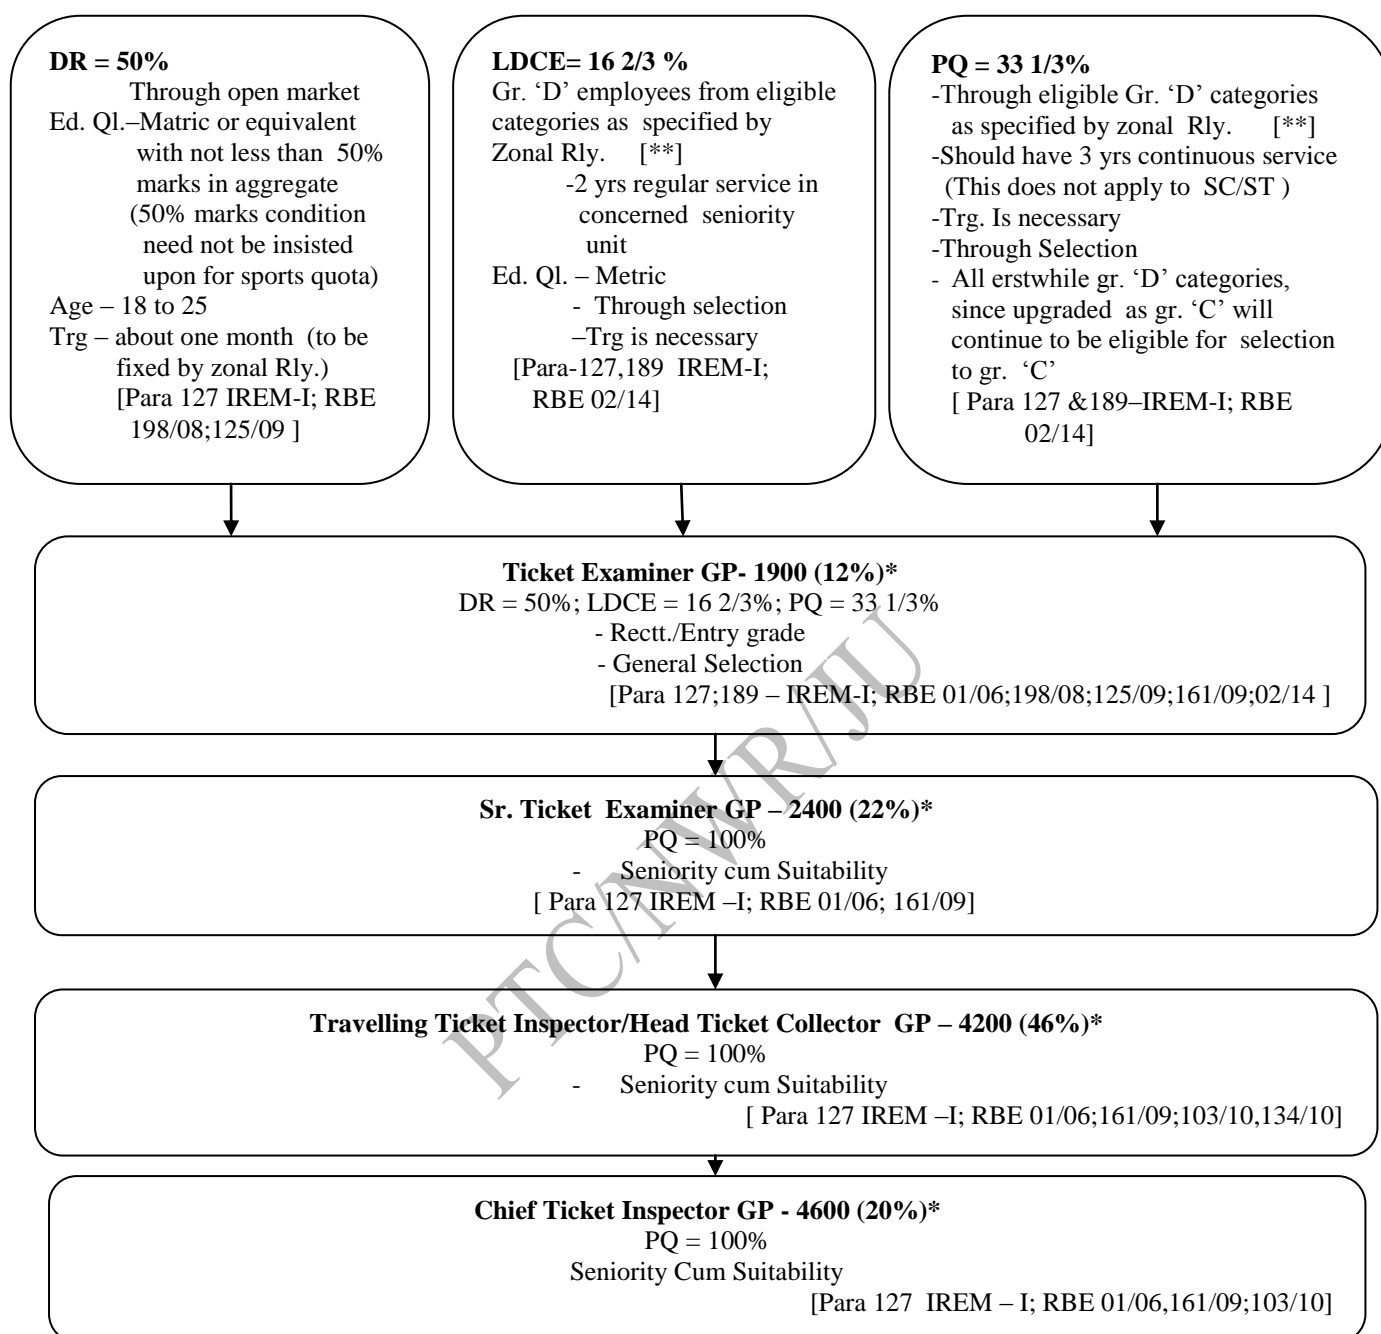 DR = 50%
Through open market
Ed. Ql.–Matric or equivalent
with not less than 50%
marks in aggregate
(50% marks condition
need not be insisted
upon for sports quota)
Age – 18 to 25
Trg – about one month (to be
fixed by zonal Rly.)
[Para 127 IREM-I; RBE
198/08;125/09 ]
LDCE= 16 2/3 %
Gr. ‘D’ employees from eligible
categories as specified by
Zonal Rly. [**]
-2 yrs regular service in
concerned seniority
unit
Ed. Ql. – Metric
- Through selection
–Trg is necessary
[Para-127,189 IREM-I;
RBE 02/14]
PQ = 33 1/3%
-Through eligible Gr. ‘D’ categories
as specified by zonal Rly. [**]
-Should have 3 yrs continuous service
(This does not apply to SC/ST )
-Trg. Is necessary
-Through Selection
- All erstwhile gr. ‘D’ categories,
since upgraded as gr. ‘C’ will
continue to be eligible for selection
to gr. ‘C’
[ Para 127 &189–IREM-I; RBE
02/14]
Ticket Examiner GP- 1900 (12%)*
DR = 50%; LDCE = 16 2/3%; PQ = 33 1/3%
- Rectt./Entry grade
- General Selection
[Para 127;189 – IREM-I; RBE 01/06;198/08;125/09;161/09;02/14 ]
Sr. Ticket Examiner GP – 2400 (22%)*
PQ = 100%
- Seniority cum Suitability
[ Para 127 IREM –I; RBE 01/06; 161/09]
Travelling Ticket Inspector/Head Ticket Collector GP – 4200 (46%)*
PQ = 100%
- Seniority cum Suitability
[ Para 127 IREM –I; RBE 01/06;161/09;103/10,134/10]
Chief Ticket Inspector GP - 4600 (20%)*
PQ = 100%
Seniority Cum Suitability
[Para 127 IREM – I; RBE 01/06,161/09;103/10]
PTC/NWR/JU